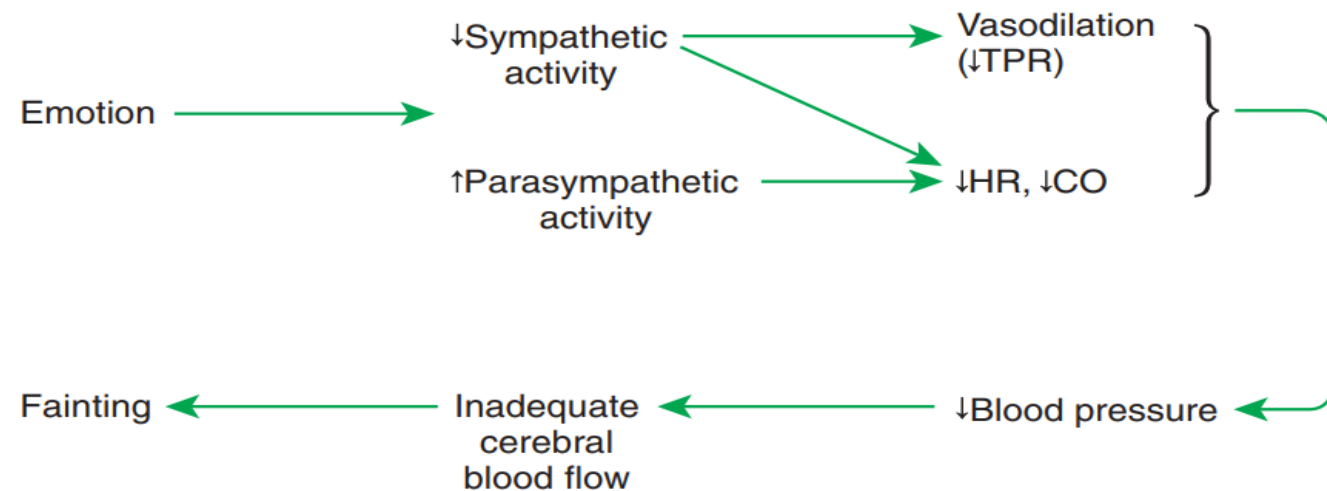 Emotion
↓Sympathetic
activity
Vasodilation
(↓TPR)
↑Parasympathetic
activity
↓HR, ↓CO
Fainting
Inadequate
cerebral
blood flow
↓Blood pressure